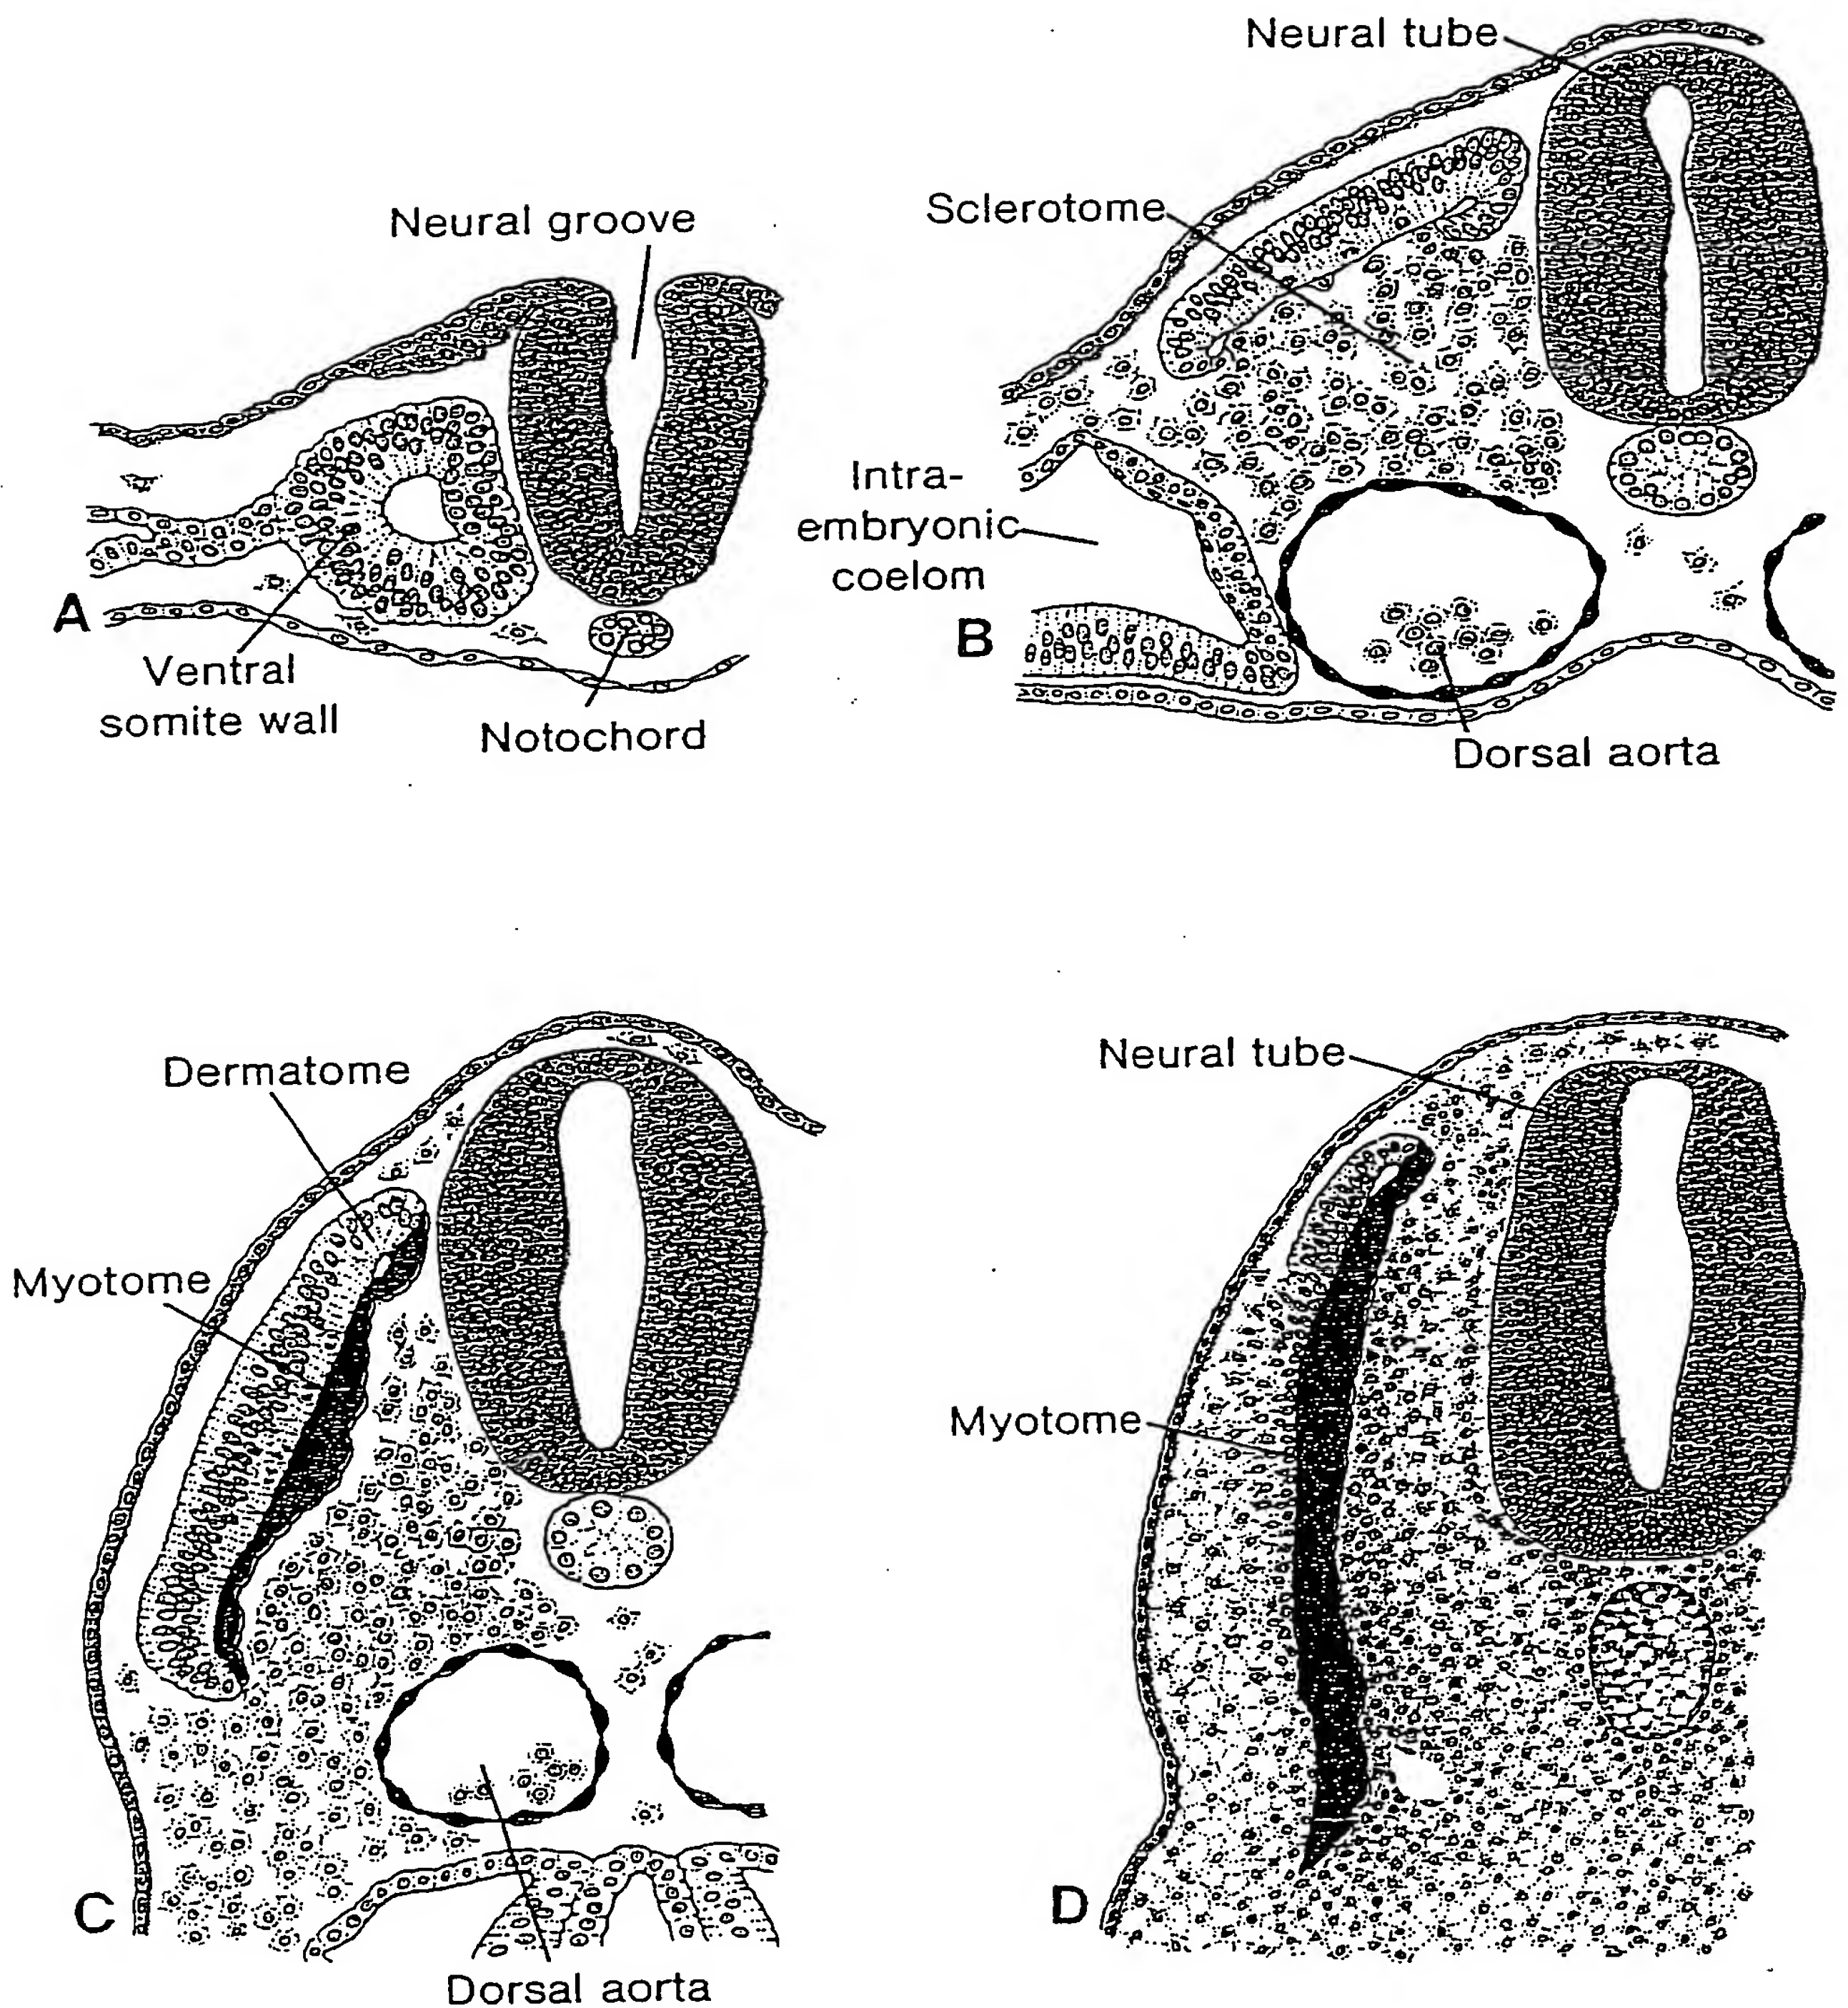 Neural groove
A
Ventral
somite wall
Notochord
Neural tube
Sclerotome
Intra-
embryonic
coelom
B
Dorsal aorta
Dermatome
Myotome
C
Dorsal aorta
Neural tube
Myotome
D